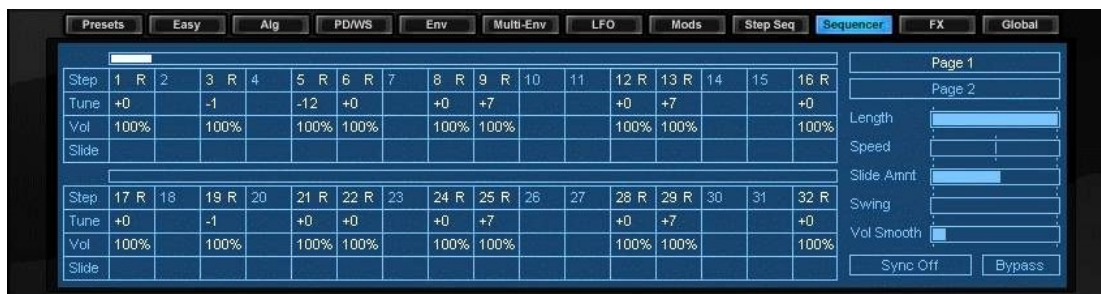 Presets Easy Alg PD/WS Env Multi-Env LFO Mods Step Seq Sequencer FX Global
Step 1 R 2 3 R 4 5 R 6 R 7 8 R 9 R 10 11 12 R 13 R 14 15 16 R
Tune +0 -1 -12 +0 +0 +7 +0 +7 +0
Vol 100% 100% 100% 100% 100% 100% 100% 100% 100%
Slide
Step 17 R 18 19 R 20 21 R 22 R 23 24 R 25 R 26 27 28 R 29 R 30 31 32 R
Tune +0 -1 +0 +0 +0 +7 +0 +7 +0
Vol 100% 100% 100% 100% 100% 100% 100% 100% 100%
Slide
Page 1
Page 2
Length
Speed
Slide Amnt
Swing
Vol Smooth
Sync Off Bypass